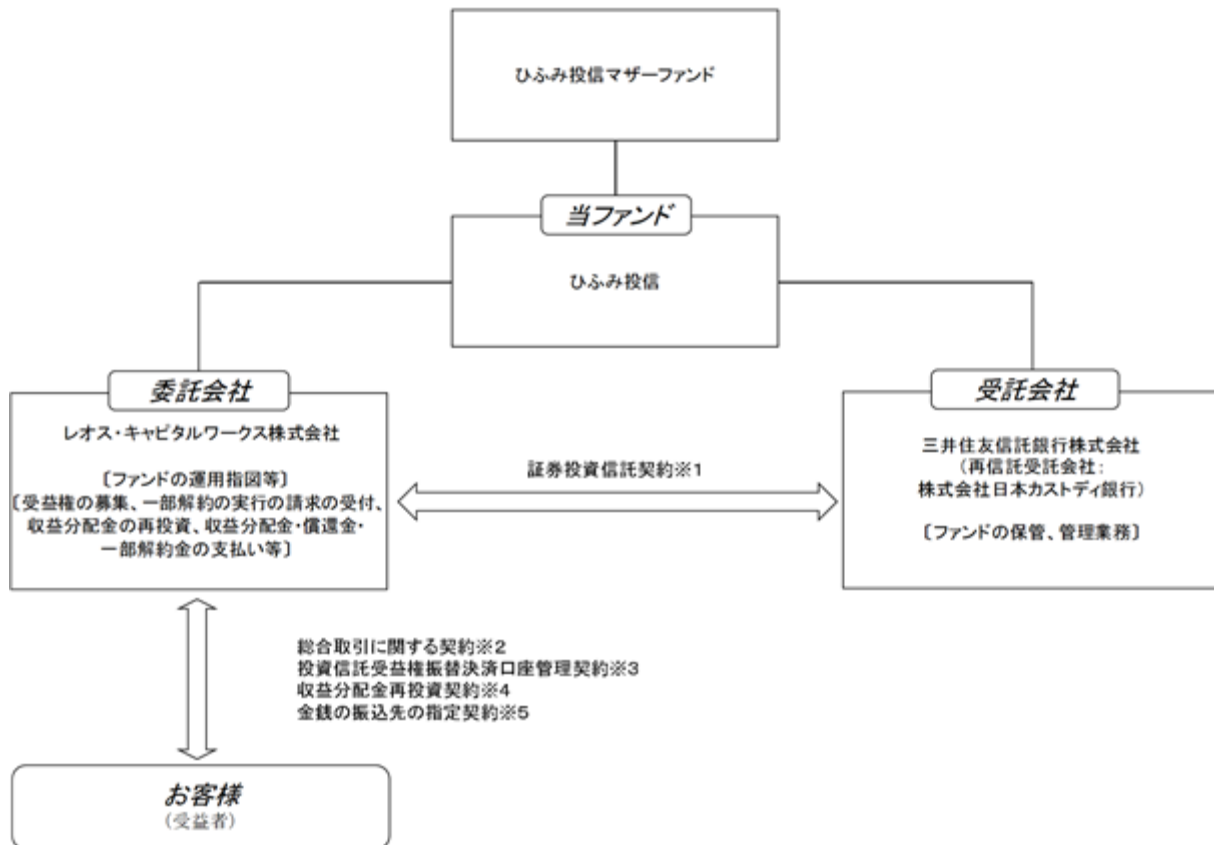 ひふみ投信マザーファンド
当ファンド
ひふみ投信
委託会社
レオス・キャピタルワークス株式会社
〔ファンドの運用指図等〕
〔受益権の募集、一部解約の実行の請求の受付、
収益分配金の再投資、収益分配金・償還金・
一部解約金の支払い等〕
証券投資信託契約※1
受託会社
三井住友信託銀行株式会社
（再信託受託会社：
株式会社日本カストディ銀行）
〔ファンドの保管、管理業務〕
総合取引に関する契約※2
投資信託受益権振替決済口座管理契約※3
収益分配金再投資契約※4
金銭の振込先の指定契約※5
お客様
（受益者）